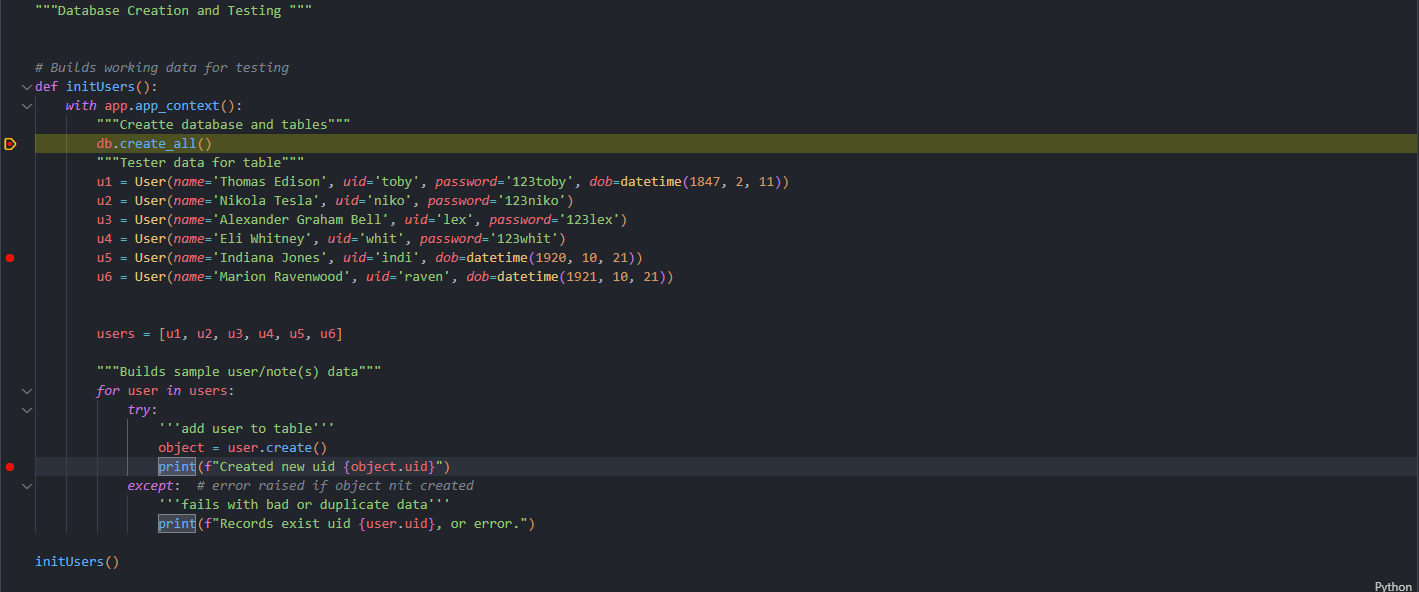 """Database Creation and Testing """
# Builds working data for testing
def initUsers():
    with app.app_context():
        """Creatte database and tables"""
        db.create_all()
        """Tester data for table"""
        u1 = User(name='Thomas Edison', uid='toby', password='123toby', dob=datetime(1847, 2, 11))
        u2 = User(name='Nikola Tesla', uid='niko', password='123niko')
        u3 = User(name='Alexander Graham Bell', uid='lex', password='123lex')
        u4 = User(name='Eli Whitney', uid='whit', password='123whit')
        u5 = User(name='Indiana Jones', uid='indi', dob=datetime(1920, 10, 21))
        u6 = User(name='Marion Ravenwood', uid='raven', dob=datetime(1921, 10, 21))
        users = [u1, u2, u3, u4, u5, u6]
        """Builds sample user/note(s) data"""
        for user in users:
            try:
                '''add user to table'''
                object = user.create()
                print(f"Created new uid {object.uid}")
            except:  # error raised if object nit created
                '''fails with bad or duplicate data'''
                print(f"Records exist uid {user.uid}, or error.")
initUsers()
Python